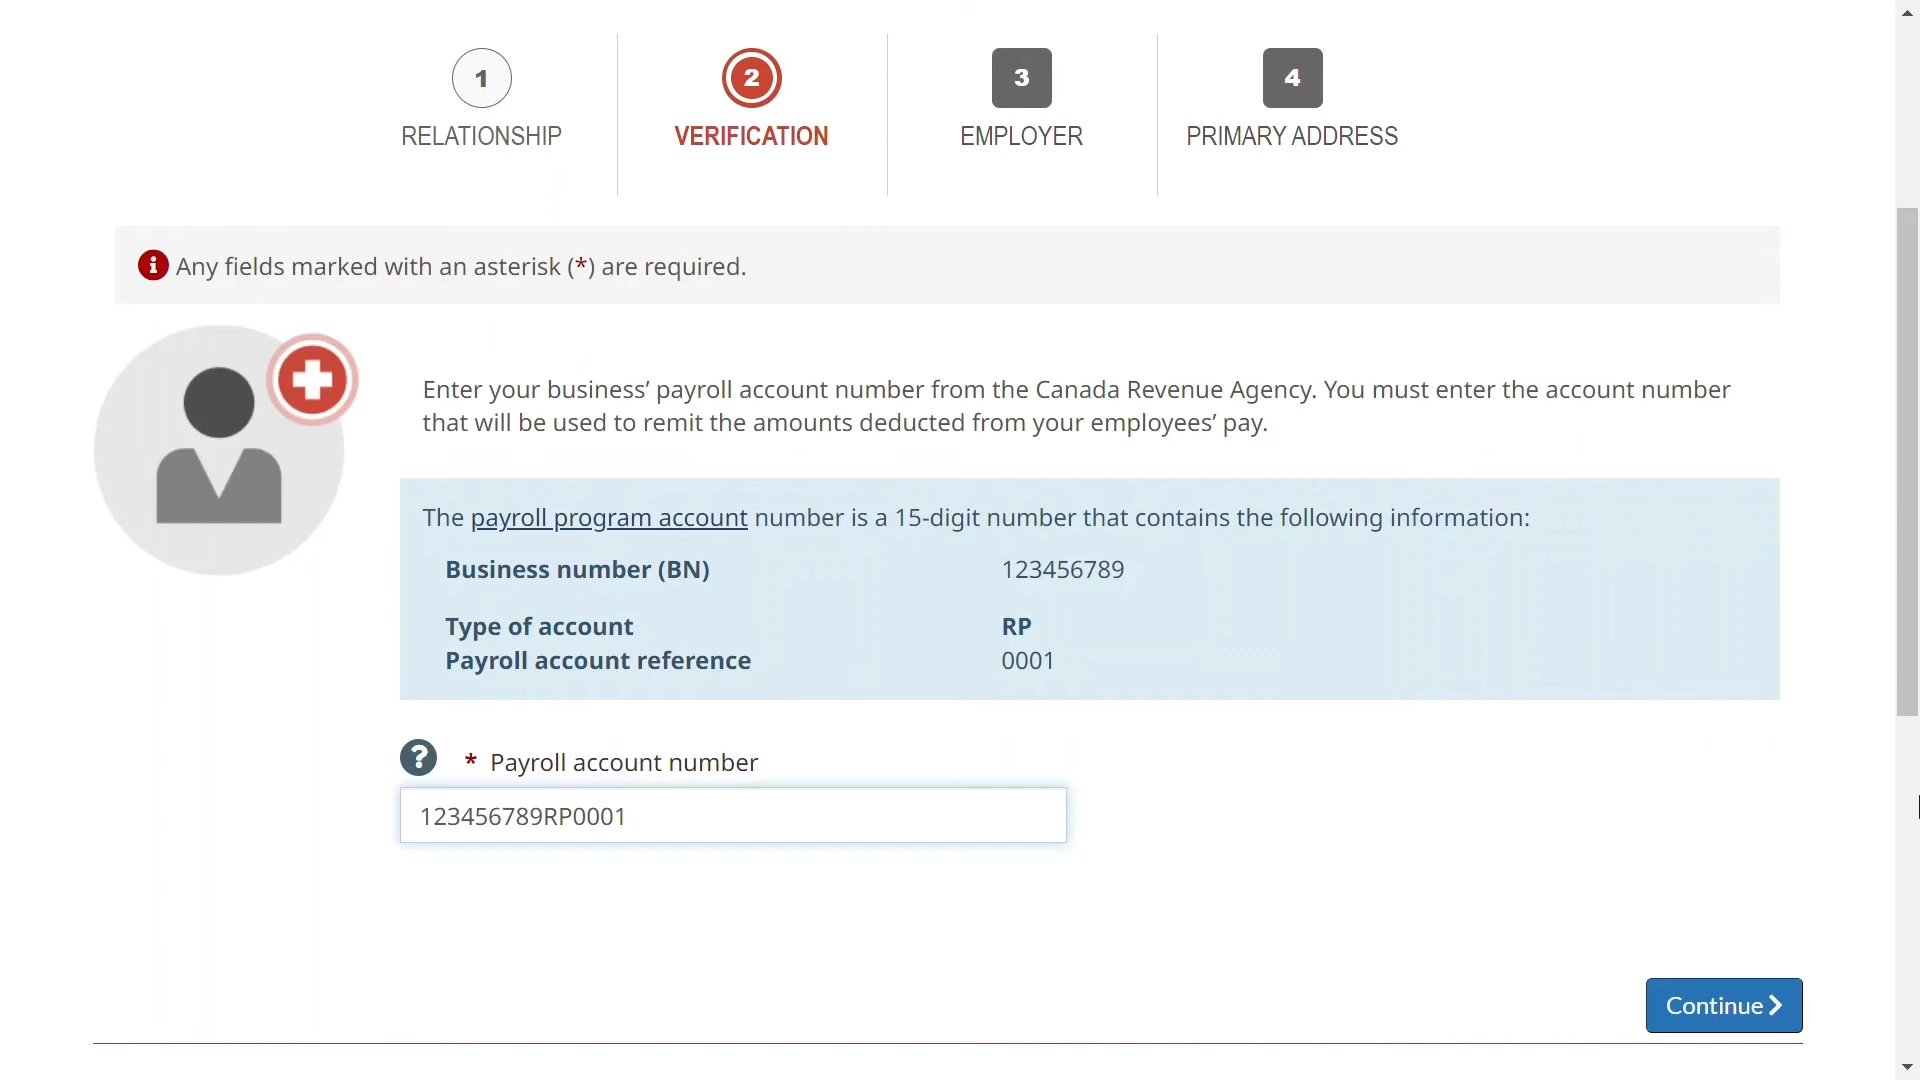 1
RELATIONSHIP
2
VERIFICATION
3
EMPLOYER
4
PRIMARY ADDRESS
Any fields marked with an asterisk (*) are required.
Enter your business’ payroll account number from the Canada Revenue Agency. You must enter the account number
that will be used to remit the amounts deducted from your employees’ pay.
The payroll program account number is a 15-digit number that contains the following information:
Business number (BN) 123456789
Type of account RP
Payroll account reference 0001
? * Payroll account number
123456789RP0001
Continue